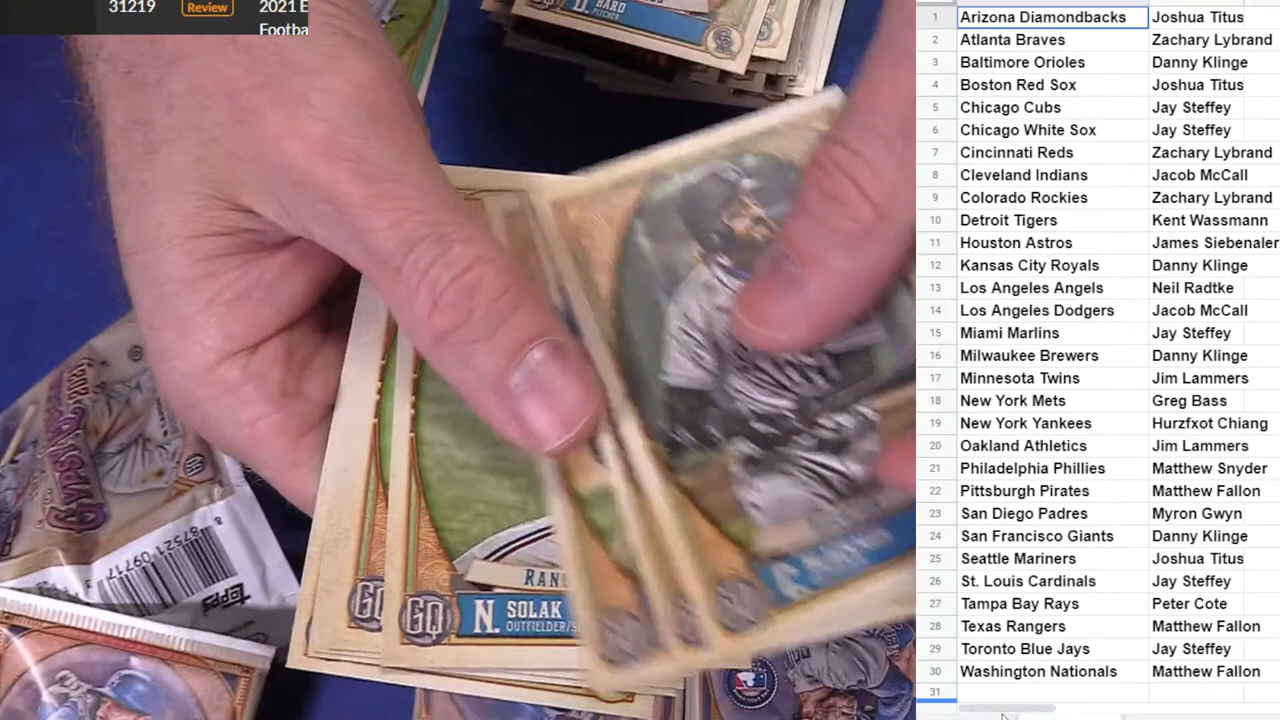 31219
Review
2021 E
Footba
D. BARD
PITCHER
RAN
GQ
N. SOLAK
OUTFIELDER/S
GQ
GYPSY
topps
1 Arizona Diamondbacks Joshua Titus
2 Atlanta Braves Zachary Lybrand
3 Baltimore Orioles Danny Klinge
4 Boston Red Sox Joshua Titus
5 Chicago Cubs Jay Steffey
6 Chicago White Sox Jay Steffey
7 Cincinnati Reds Zachary Lybrand
8 Cleveland Indians Jacob McCall
9 Colorado Rockies Zachary Lybrand
10 Detroit Tigers Kent Wassmann
11 Houston Astros James Siebenaler
12 Kansas City Royals Danny Klinge
13 Los Angeles Angels Neil Radtke
14 Los Angeles Dodgers Jacob McCall
15 Miami Marlins Jay Steffey
16 Milwaukee Brewers Danny Klinge
17 Minnesota Twins Jim Lammers
18 New York Mets Greg Bass
19 New York Yankees Hurzfxot Chiang
20 Oakland Athletics Jim Lammers
21 Philadelphia Phillies Matthew Snyder
22 Pittsburgh Pirates Matthew Fallon
23 San Diego Padres Myron Gwyn
24 San Francisco Giants Danny Klinge
25 Seattle Mariners Joshua Titus
26 St. Louis Cardinals Jay Steffey
27 Tampa Bay Rays Peter Cote
28 Texas Rangers Matthew Fallon
29 Toronto Blue Jays Jay Steffey
30 Washington Nationals Matthew Fallon
31